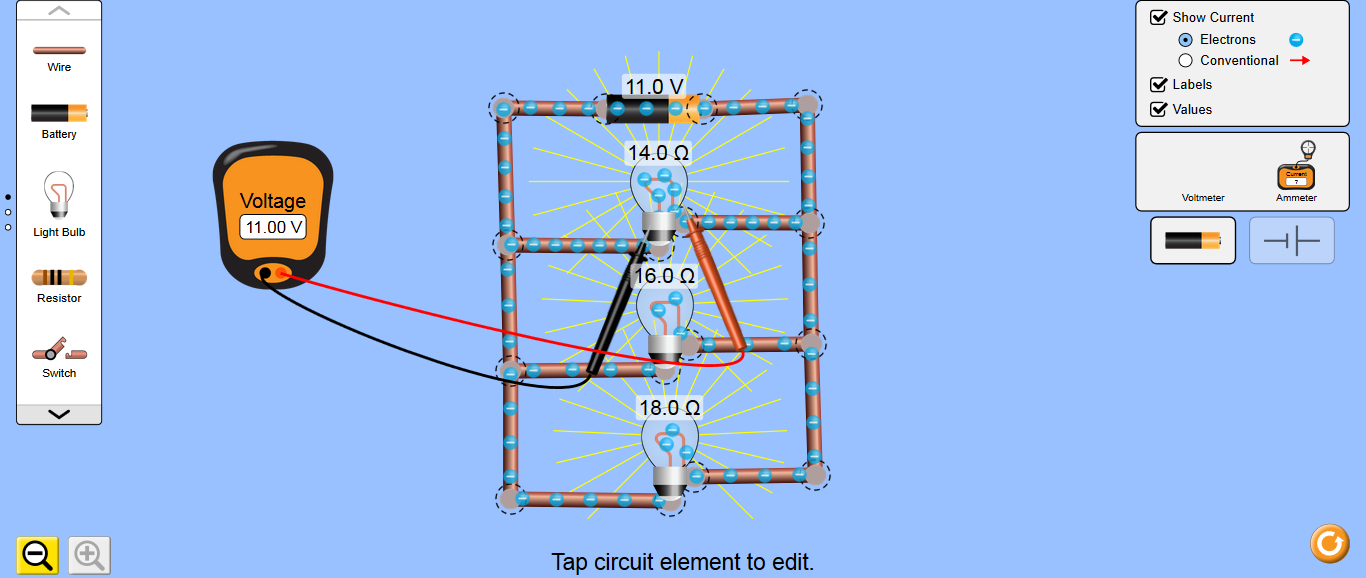 Wire
Battery
Light Bulb
Resistor
Switch
Voltage
11.00 V
11.0 V
14.0 Ω
16.0 Ω
18.0 Ω
Tap circuit element to edit.
Show Current
Electrons
Conventional
Labels
Values
Voltmeter
Current
?
Ammeter